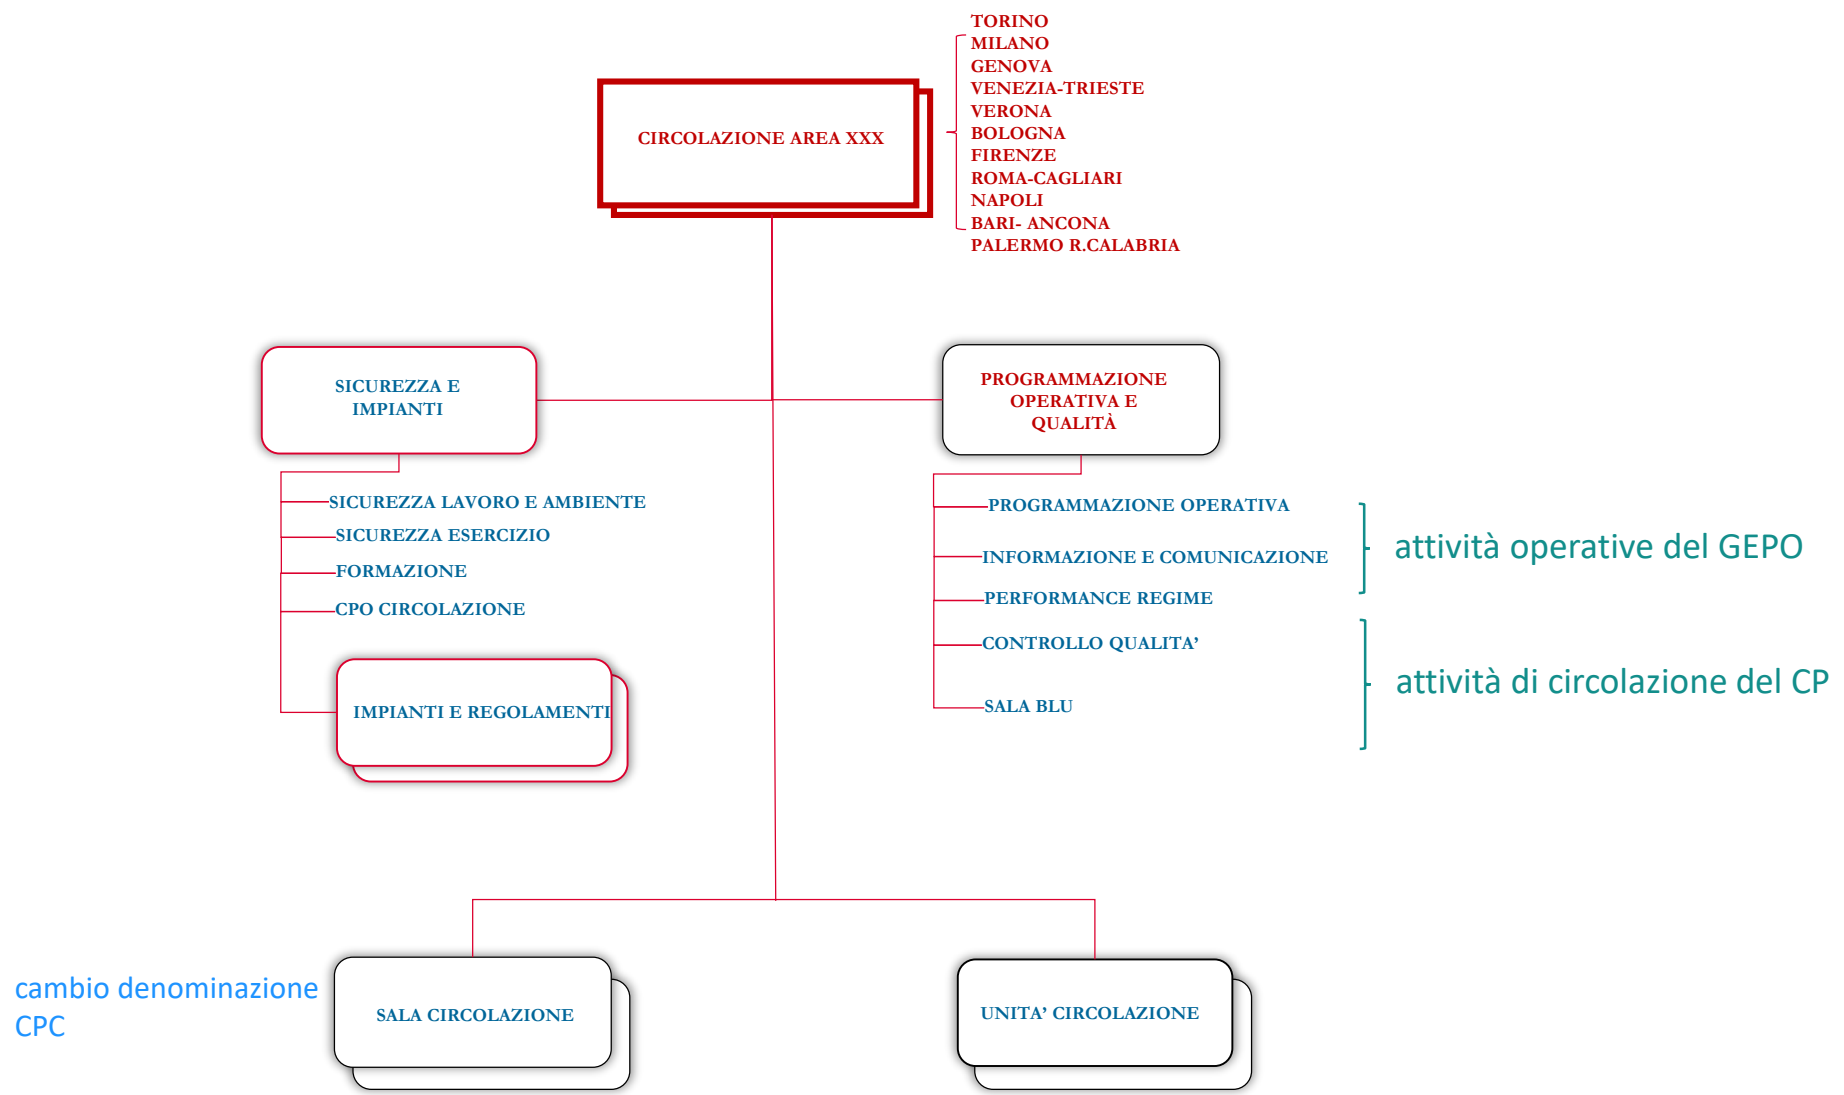 TORINO
MILANO
GENOVA
VENEZIA-TRIESTE
VERONA
BOLOGNA
FIRENZE
ROMA-CAGLIARI
NAPOLI
BARI- ANCONA
PALERMO R.CALABRIA
CIRCOLAZIONE AREA XXX
SICUREZZA E
IMPIANTI
SICUREZZA LAVORO E AMBIENTE
SICUREZZA ESERCIZIO
FORMAZIONE
CPO CIRCOLAZIONE
IMPIANTI E REGOLAMENTI
PROGRAMMAZIONE
OPERATIVA E
QUALITÀ
PROGRAMMAZIONE OPERATIVA
INFORMAZIONE E COMUNICAZIONE
PERFORMANCE REGIME
CONTROLLO QUALITA’
SALA BLU
attività operative del GEPO
attività di circolazione del CP
cambio denominazione
CPC
SALA CIRCOLAZIONE
UNITA’ CIRCOLAZIONE